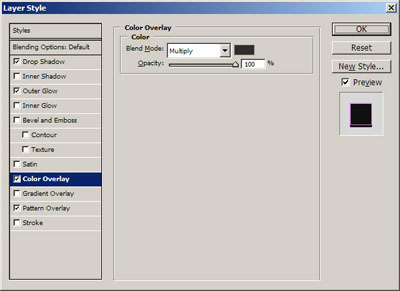 Layer Style
Styles
Blending Options: Default
Drop Shadow
Inner Shadow
Outer Glow
Inner Glow
Bevel and Emboss
Contour
Texture
Satin
Color Overlay
Gradient Overlay
Pattern Overlay
Stroke
Color Overlay
Color
Blend Mode: Multiply
Opacity: 100 %
OK
Reset
New Style...
Preview